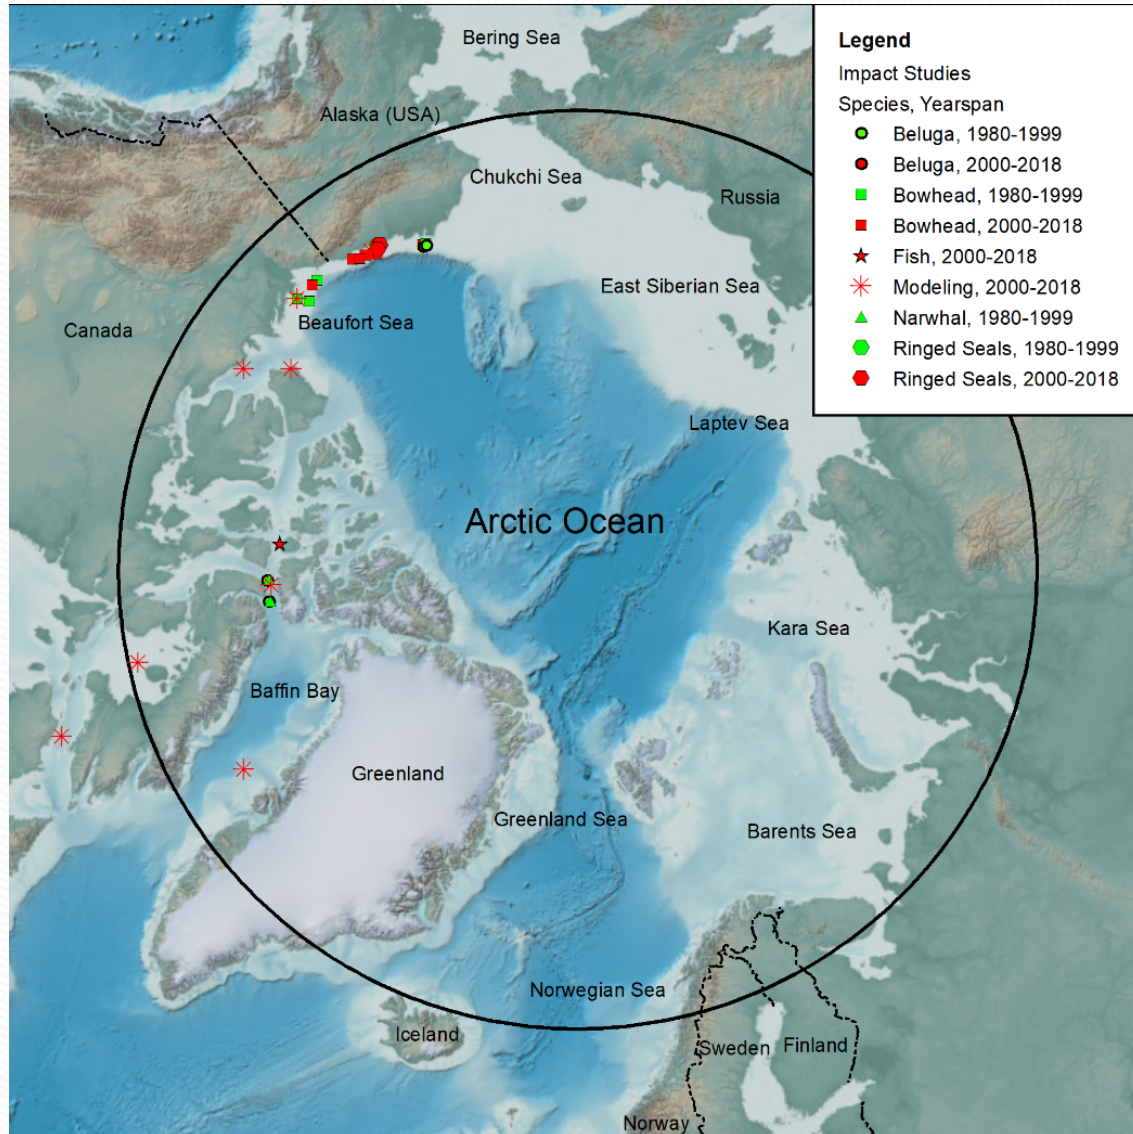 Bering Sea
Alaska (USA)
Chukchi Sea
Russia
East Siberian Sea
Canada
Beaufort Sea
Laptev Sea
Arctic Ocean
Kara Sea
Baffin Bay
Greenland
Greenland Sea
Barents Sea
Norwegian Sea
Iceland
Sweden
Finland
Norway
Legend
Impact Studies
Species, Yearspan
Beluga, 1980-1999
Beluga, 2000-2018
Bowhead, 1980-1999
Bowhead, 2000-2018
Fish, 2000-2018
Modeling, 2000-2018
Narwhal, 1980-1999
Ringed Seals, 1980-1999
Ringed Seals, 2000-2018